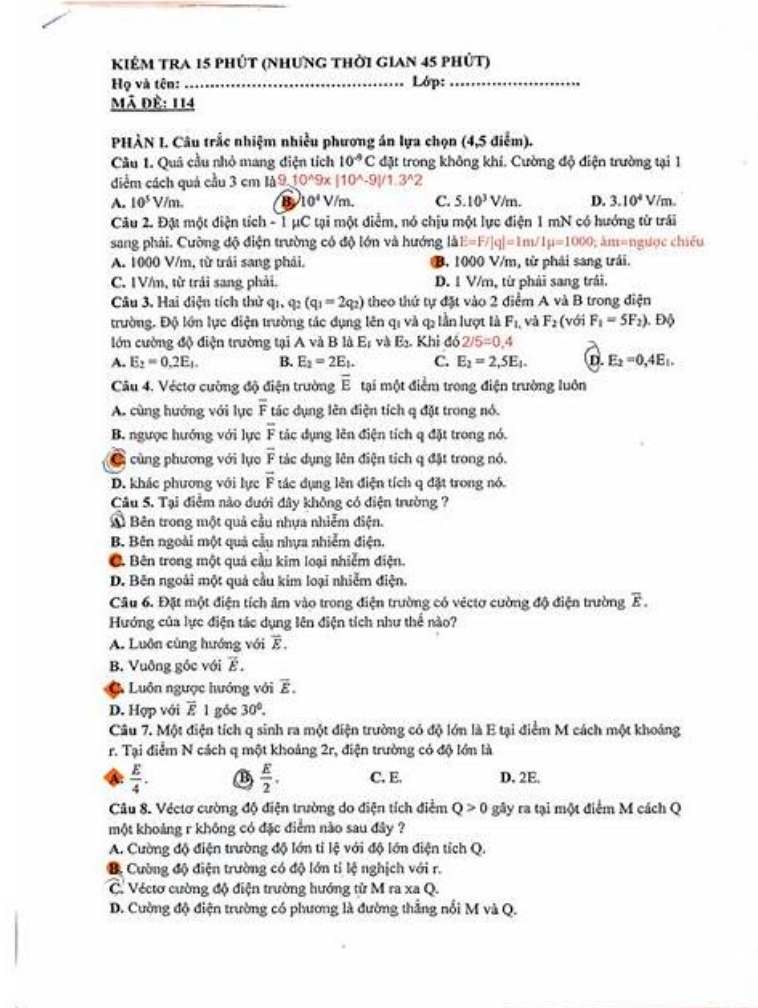 KIỂM TRA 15 PHÚT (NHƯNG THỜI GIAN 45 PHÚT)
Họ và tên: ............................................ Lớp: ..........................
MÃ ĐỀ: 114
PHẦN I. Câu trắc nhiệm nhiều phương án lựa chọn (4,5 điểm).
Câu 1. Quả cầu nhỏ mang điện tích 10⁻⁹ C đặt trong không khí. Cường độ điện trường tại 1
điểm cách quả cầu 3 cm là 9.10^9x |10^-9|/1.3^2
A. 10⁵ V/m. B. 10⁴ V/m. C. 5.10³ V/m. D. 3.10⁴ V/m.
Câu 2. Đặt một điện tích - 1 μC tại một điểm, nó chịu một lực điện 1 mN có hướng từ trái
sang phải. Cường độ điện trường có độ lớn và hướng là E=F/|q|=1m/1μ=1000; âm=ngược chiều
A. 1000 V/m, từ trái sang phải. B. 1000 V/m, từ phải sang trái.
C. 1V/m, từ trái sang phải. D. 1 V/m, từ phải sang trái.
Câu 3. Hai điện tích thử q₁, q₂ (q₁ = 2q₂) theo thứ tự đặt vào 2 điểm A và B trong điện
trường. Độ lớn lực điện trường tác dụng lên q₁ và q₂ lần lượt là F₁, và F₂ (với F₁ = 5F₂). Độ
lớn cường độ điện trường tại A và B là E₁ và E₂. Khi đó 2/5=0,4
A. E₂ = 0,2E₁. B. E₂ = 2E₁. C. E₂ = 2,5E₁. D. E₂ =0,4E₁.
Câu 4. Véctơ cường độ điện trường E⃗ tại một điểm trong điện trường luôn
A. cùng hướng với lực F⃗ tác dụng lên điện tích q đặt trong nó.
B. ngược hướng với lực F⃗ tác dụng lên điện tích q đặt trong nó.
C. cùng phương với lực F⃗ tác dụng lên điện tích q đặt trong nó.
D. khác phương với lực F⃗ tác dụng lên điện tích q đặt trong nó.
Câu 5. Tại điểm nào dưới đây không có điện trường ?
A. Bên trong một quả cầu nhựa nhiễm điện.
B. Bên ngoài một quả cầu nhựa nhiễm điện.
C. Bên trong một quả cầu kim loại nhiễm điện.
D. Bên ngoài một quả cầu kim loại nhiễm điện.
Câu 6. Đặt một điện tích âm vào trong điện trường có véctơ cường độ điện trường E⃗.
Hướng của lực điện tác dụng lên điện tích như thế nào?
A. Luôn cùng hướng với E⃗.
B. Vuông góc với E⃗.
C. Luôn ngược hướng với E⃗.
D. Hợp với E⃗ 1 góc 30⁰.
Câu 7. Một điện tích q sinh ra một điện trường có độ lớn là E tại điểm M cách một khoảng
r. Tại điểm N cách q một khoảng 2r, điện trường có độ lớn là
A. E/4. B. E/2. C. E. D. 2E.
Câu 8. Véctơ cường độ điện trường do điện tích điểm Q > 0 gây ra tại một điểm M cách Q
một khoảng r không có đặc điểm nào sau đây ?
A. Cường độ điện trường độ lớn tỉ lệ với độ lớn điện tích Q.
B. Cường độ điện trường có độ lớn tỉ lệ nghịch với r.
C. Véctơ cường độ điện trường hướng từ M ra xa Q.
D. Cường độ điện trường có phương là đường thẳng nối M và Q.